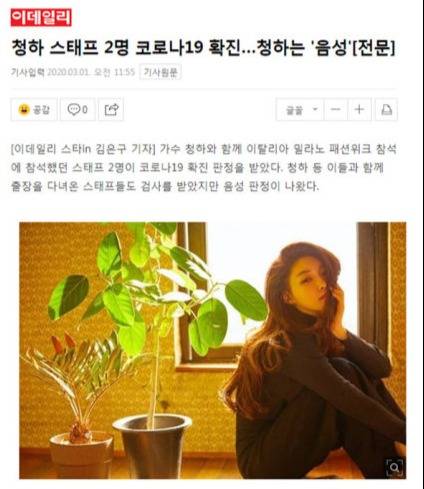 이데일리
청하 스태프 2명 코로나19 확진...청하는 '음성'[전문]
기사입력 2020.03.01. 오전 11:55 기사원문
공감 0 글꼴
[이데일리 스타in 김은구 기자] 가수 청하와 함께 이탈리아 밀라노 패션위크 참석
에 참석했던 스태프 2명이 코로나19 확진 판정을 받았다. 청하 등 이들과 함께
출장을 다녀온 스태프들도 검사를 받았지만 음성 판정이 나왔다.